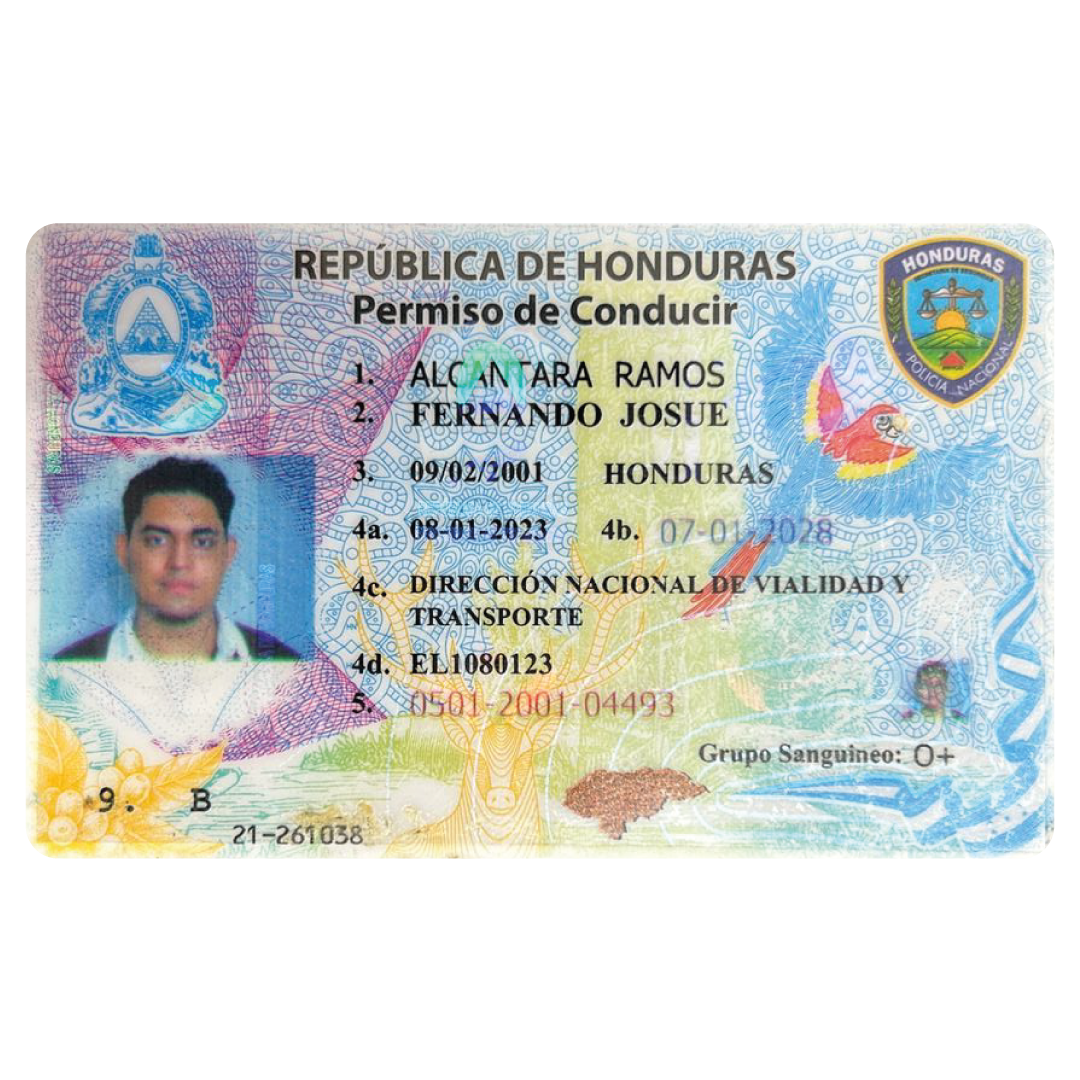 REPÚBLICA DE HONDURAS
Permiso de Conducir
HONDURAS
POLICIA NACIONAL
1. ALCANTARA RAMOS
2. FERNANDO JOSUE
3. 09/02/2001 HONDURAS
4a. 08-01-2023 4b. 07-01-2028
4c. DIRECCIÓN NACIONAL DE VIALIDAD Y
TRANSPORTE
4d. EL1080123
5. 0501-2001-04493
Grupo Sanguineo: O+
9. B
21-261038